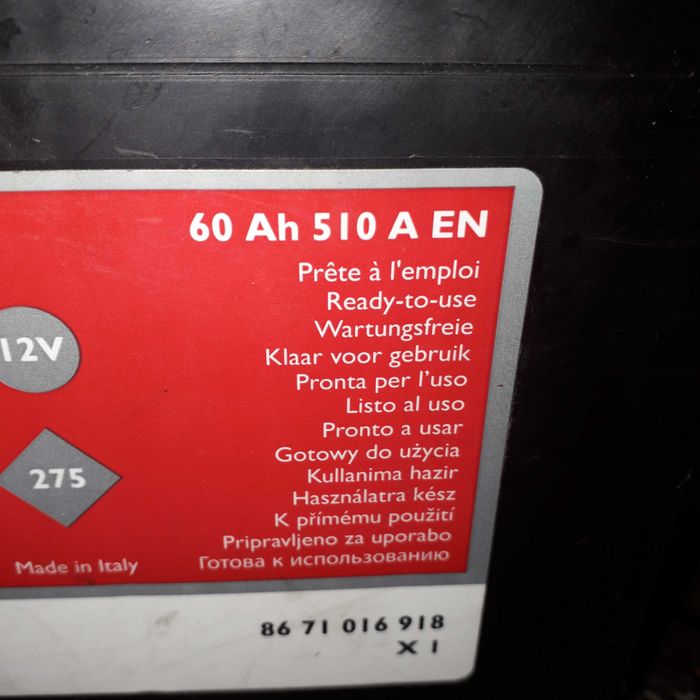 60 Ah 510 A EN
Prête à l'emploi
Ready-to-use
Wartungsfreie
12V
Klaar voor gebruik
Pronta per l'uso
Listo al uso
Pronto a usar
Gotowy do użycia
275
Kullanima hazir
Használatra kész
K přímému použití
Pripravljeno za uporabo
Made in Italy
Готова к использованию
86 71 016 918
X 1